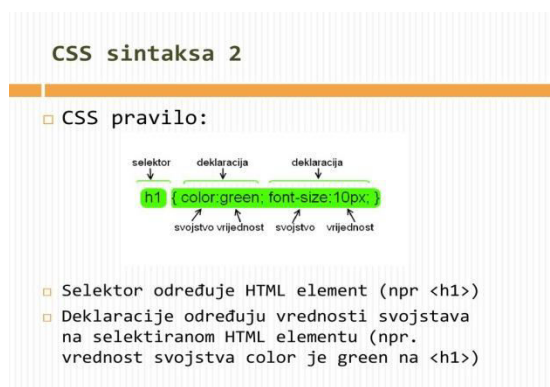 CSS sintaksa 2
CSS pravilo:
selektor deklaracija deklaracija
h1 { color:green; font-size:10px; }
svojstvo vrijednost svojstvo vrijednost
Selektor određuje HTML element (npr <h1>)
Deklaracije određuju vrednosti svojstava
na selektiranom HTML elementu (npr.
vrednost svojstva color je green na <h1>)